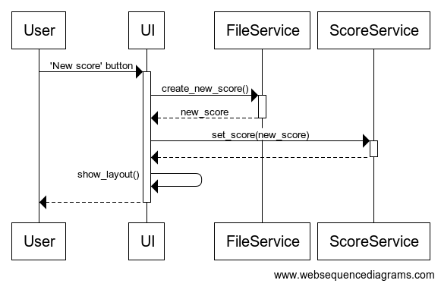 User UI FileService ScoreService
'New score' button
create_new_score()
new_score
set_score(new_score)
show_layout()
User UI FileService ScoreService
www.websequencediagrams.com